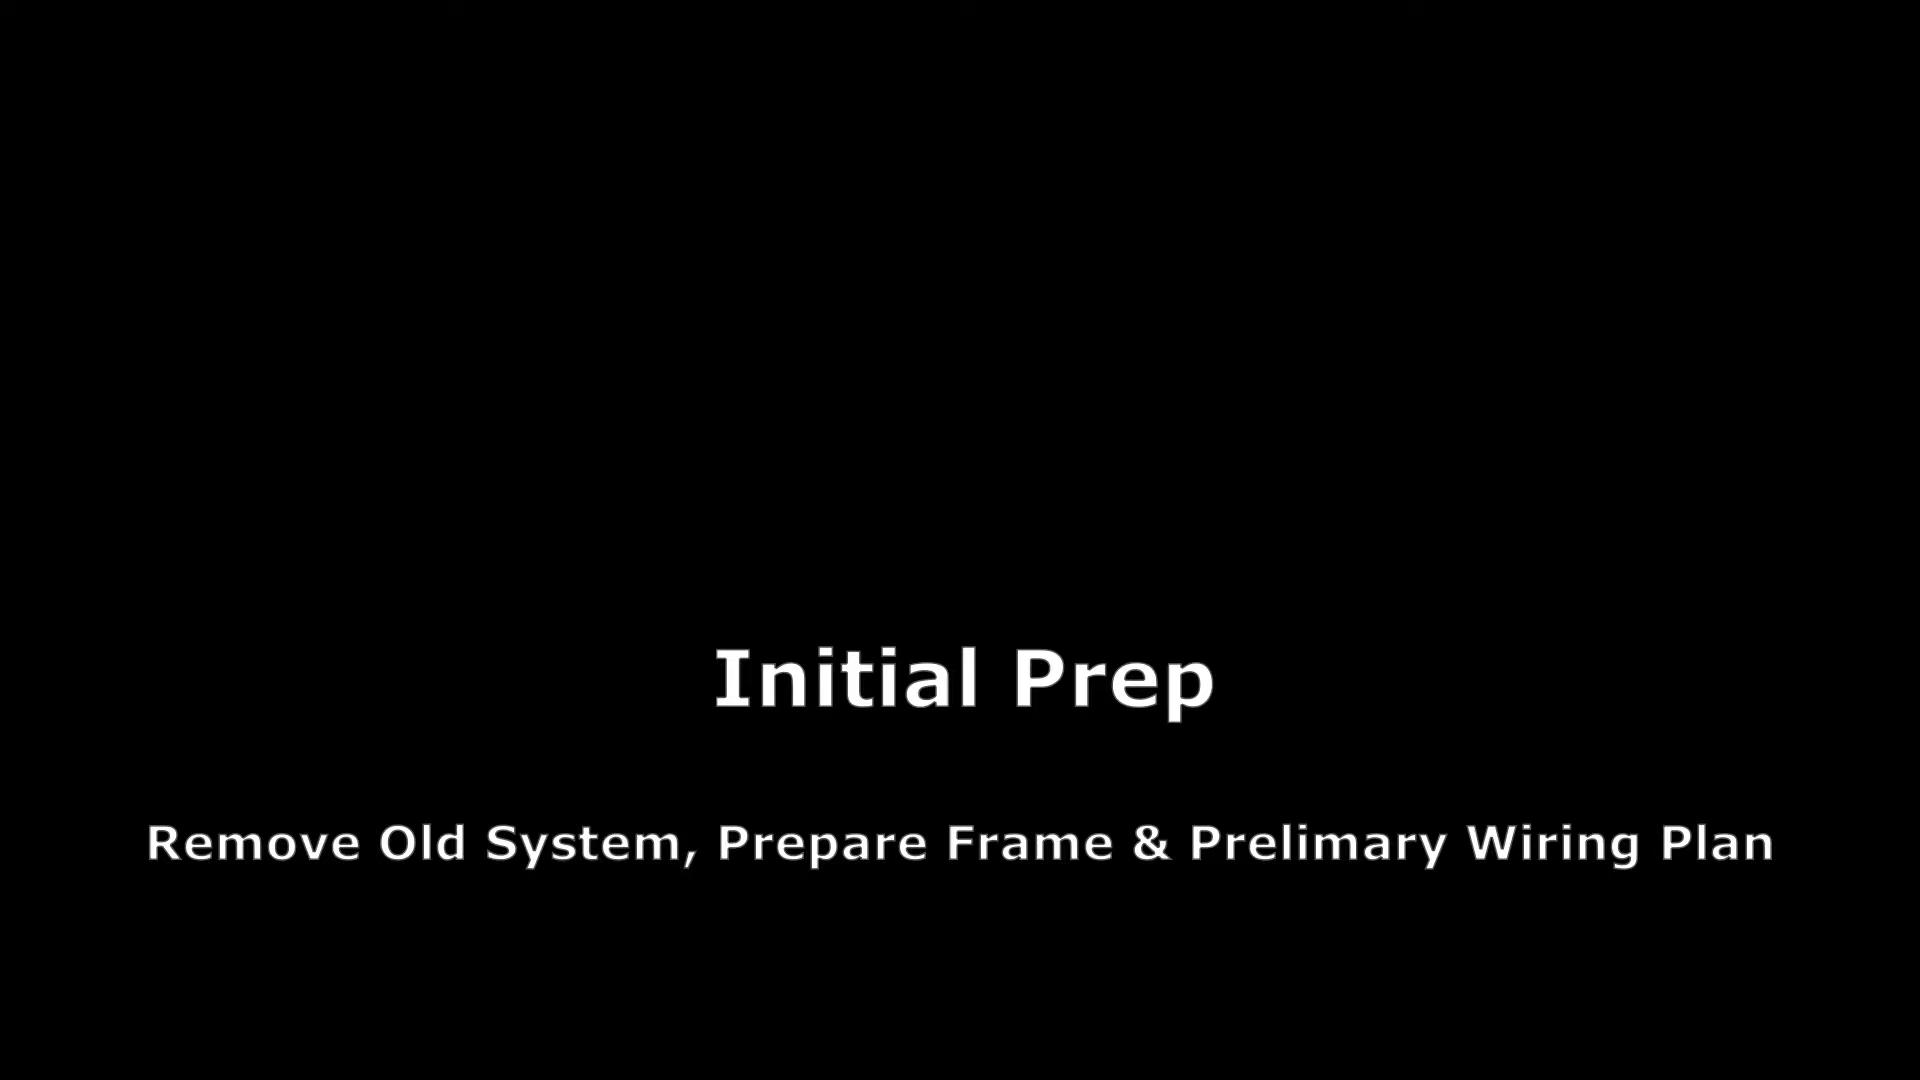 Initial Prep
Remove Old System, Prepare Frame & Prelimary Wiring Plan